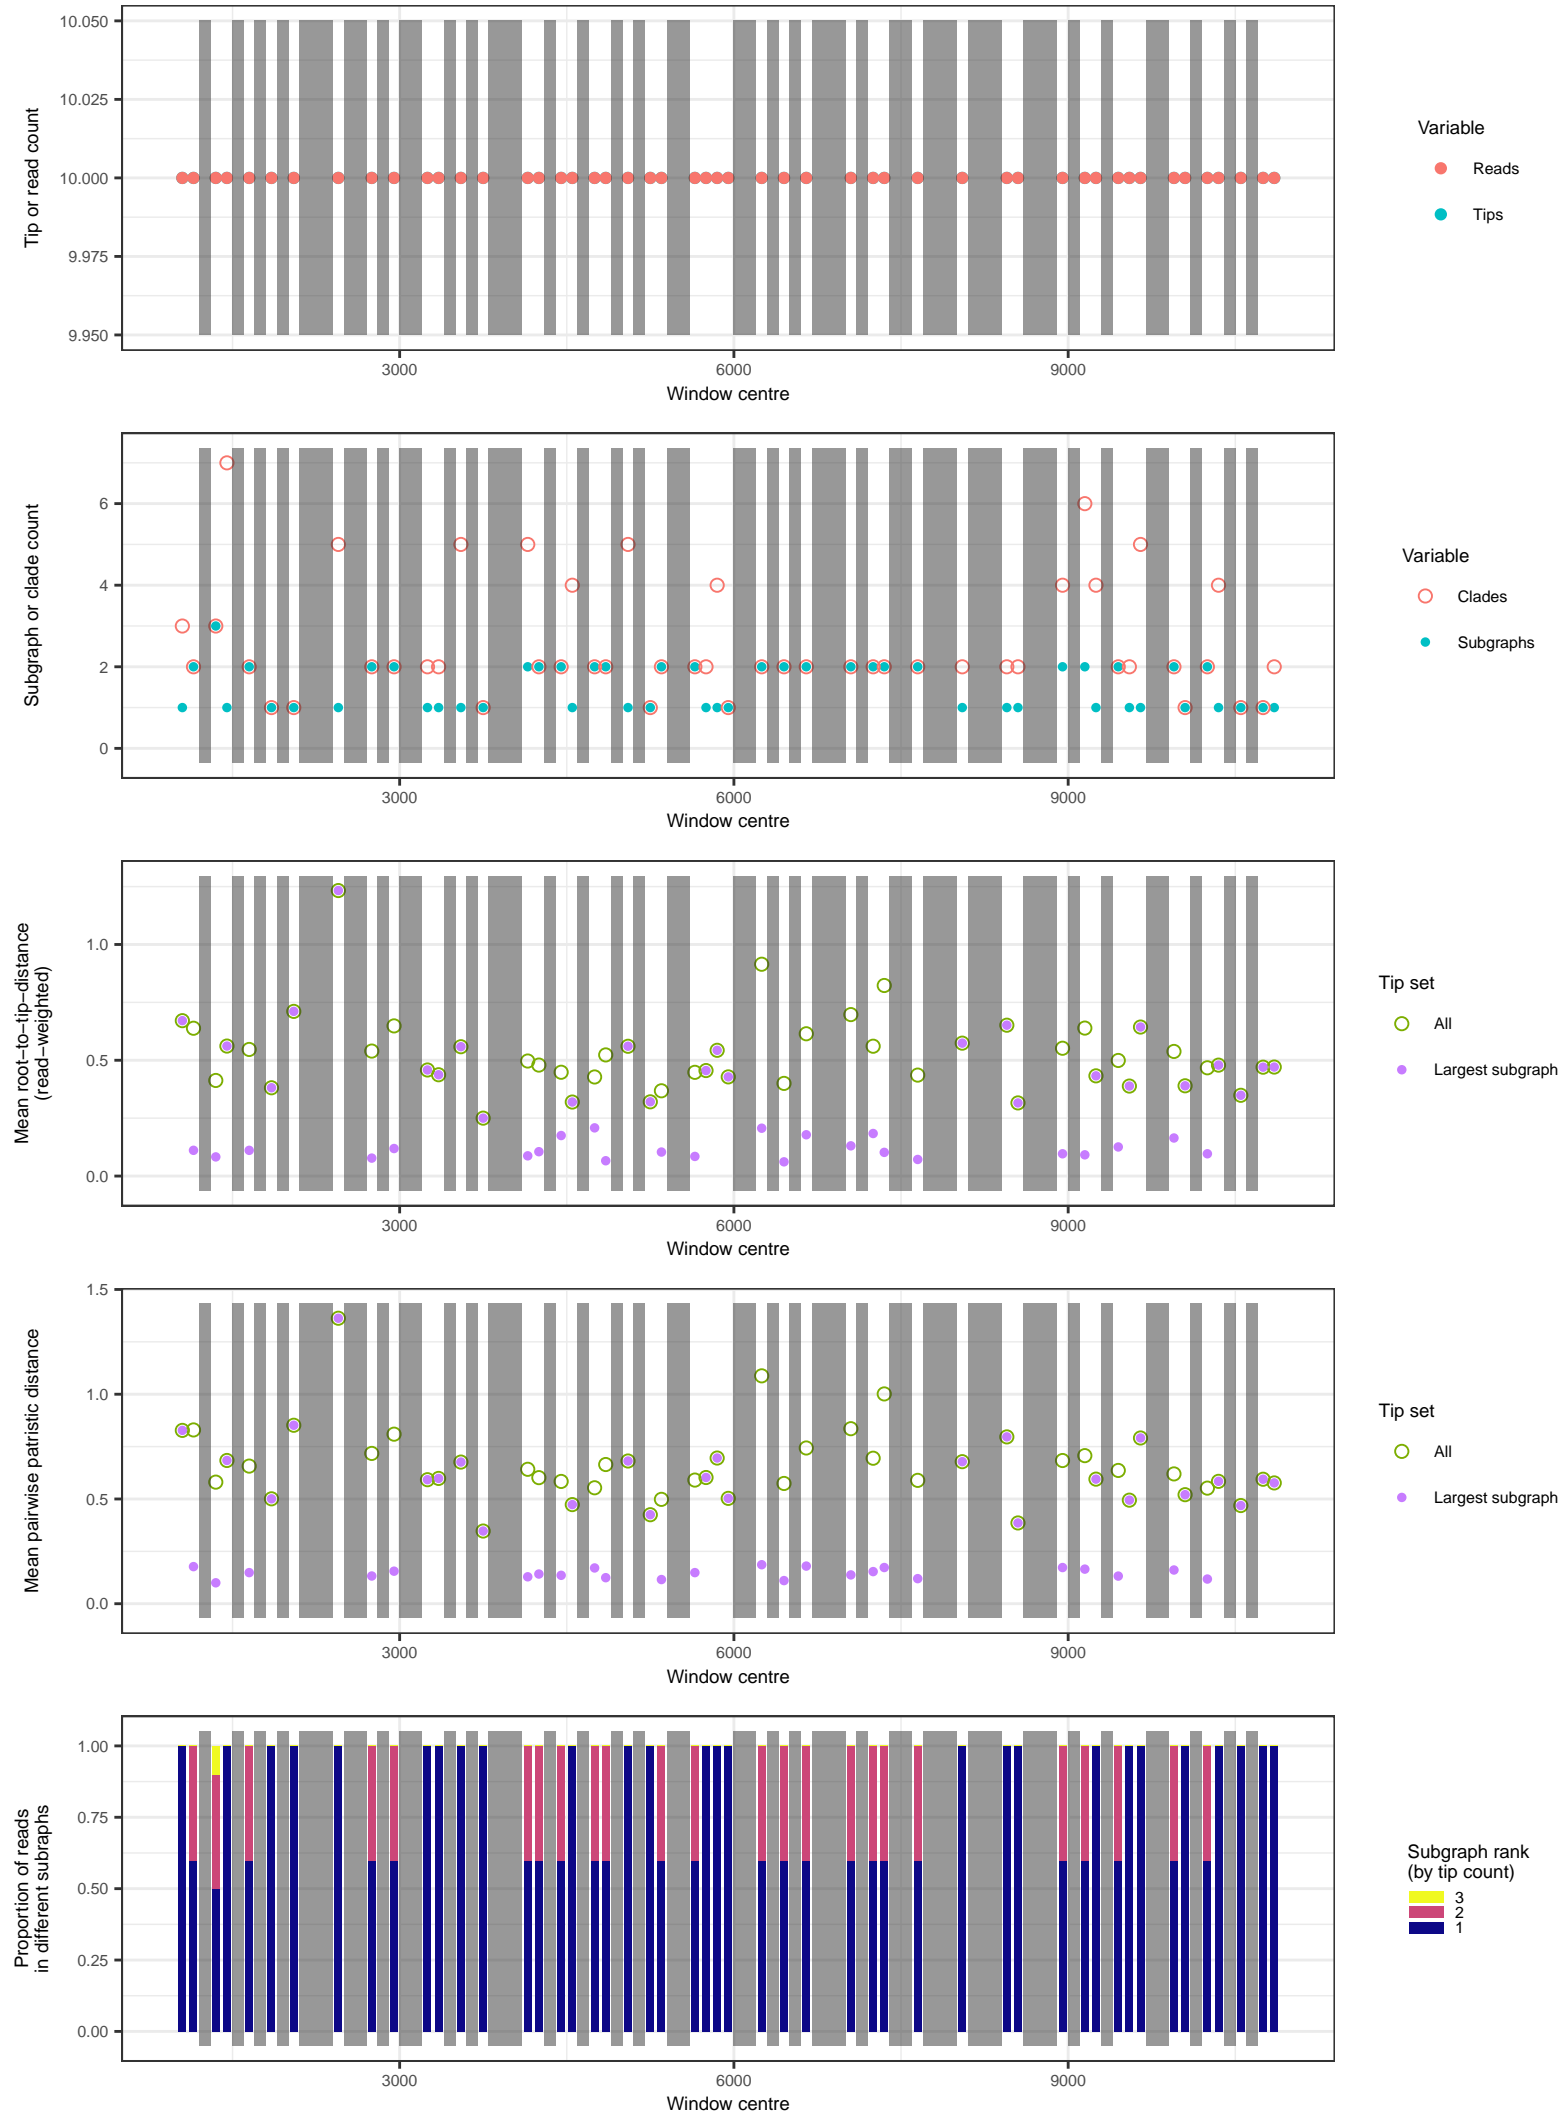 10.050
10.025
10.000
9.975
9.950
Tip or read count
3000
6000
9000
Window centre
Variable
Reads
Tips
6
4
2
0
Subgraph or clade count
3000
6000
9000
Window centre
Variable
Clades
Subgraphs
1.0
0.5
0.0
Mean root−to−tip−distance
(read−weighted)
3000
6000
9000
Window centre
Tip set
All
Largest subgraph
1.5
1.0
0.5
0.0
Mean pairwise patristic distance
3000
6000
9000
Window centre
Tip set
All
Largest subgraph
1.00
0.75
0.50
0.25
0.00
Proportion of reads
in different subraphs
3000
6000
9000
Window centre
Subgraph rank
(by tip count)
3
2
1